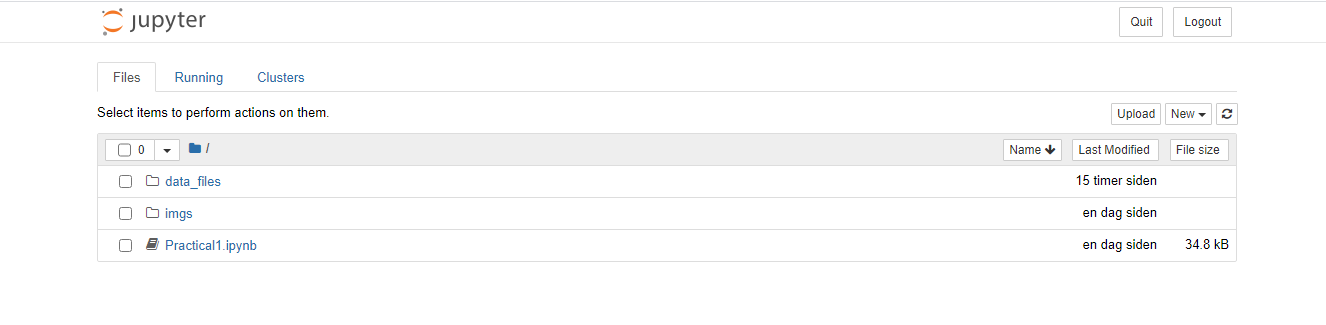 jupyter
Quit
Logout
Files
Running
Clusters
Select items to perform actions on them.
Upload
New
0
/
Name
Last Modified
File size
data_files
15 timer siden
imgs
en dag siden
Practical1.ipynb
en dag siden
34.8 kB